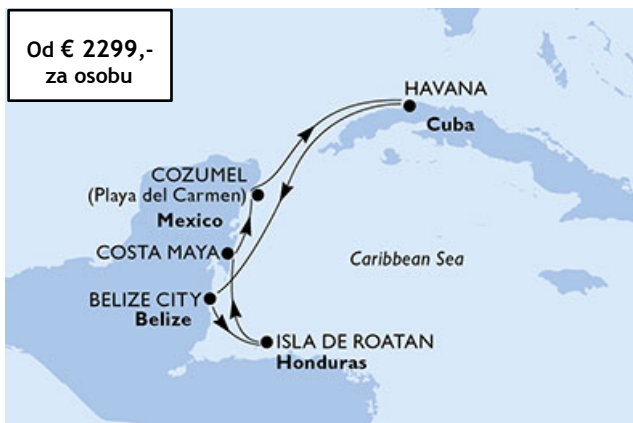 Od € 2299,-
za osobu
HAVANA
Cuba
COZUMEL
(Playa del Carmen)
Mexico
COSTA MAYA
Caribbean Sea
BELIZE CITY
Belize
ISLA DE ROATAN
Honduras